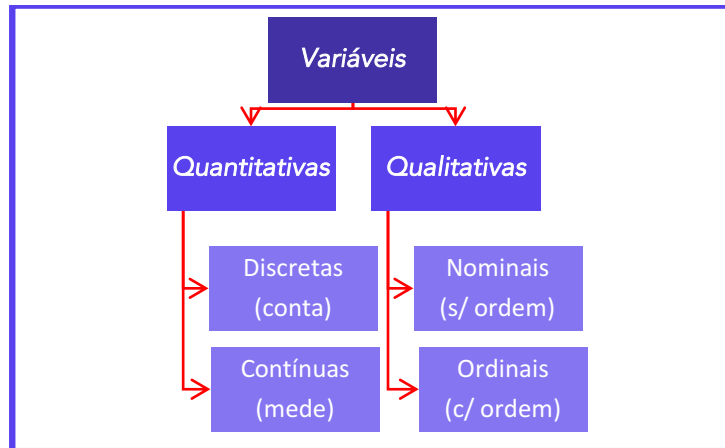 Variáveis
Quantitativas
Qualitativas
Discretas
(conta)
Nominais
(s/ ordem)
Contínuas
(mede)
Ordinais
(c/ ordem)